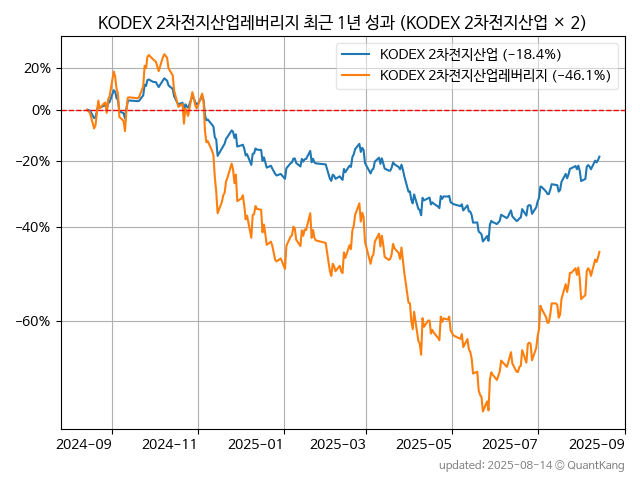 KODEX 2차전지산업레버리지 최근 1년 성과 (KODEX 2차전지산업 × 2)
KODEX 2차전지산업 (−18.4%)
KODEX 2차전지산업레버리지 (−46.1%)
20%
0%
−20%
−40%
−60%
2024-09 2024-11 2025-01 2025-03 2025-05 2025-07 2025-09
updated: 2025-08-14 © QuantKang